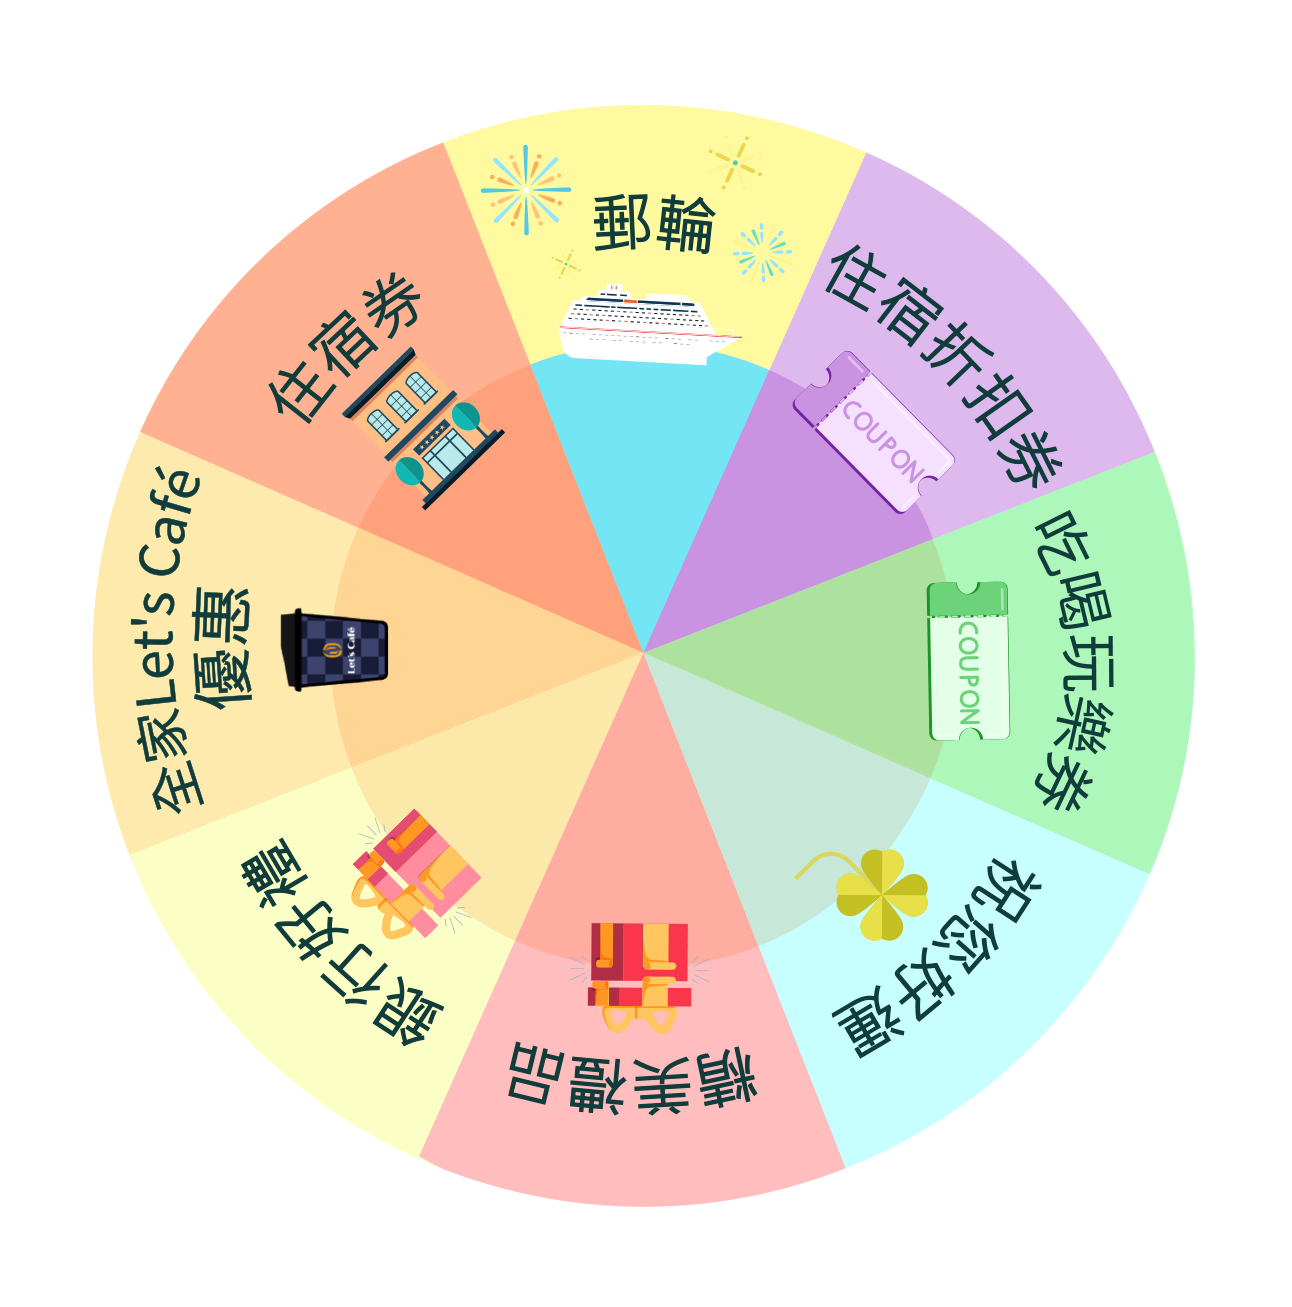 郵輪
住宿折扣券
COUPON
吃喝玩樂券
COUPON
祝您好運
精美禮品
銀行好禮
全家Let's Café
優惠
Let's Café
住宿券